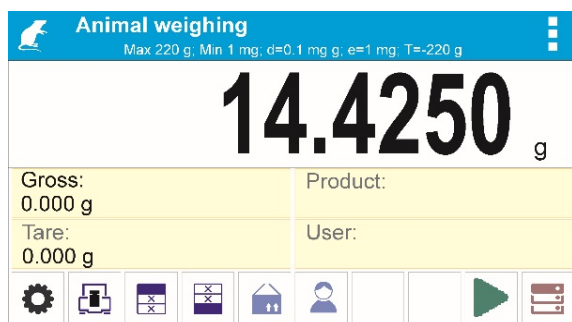 Animal weighing
Max 220 g; Min 1 mg; d=0.1 mg g; e=1 mg; T=-220 g
14.4250 g
Gross:
0.000 g
Product:
Tare:
0.000 g
User: